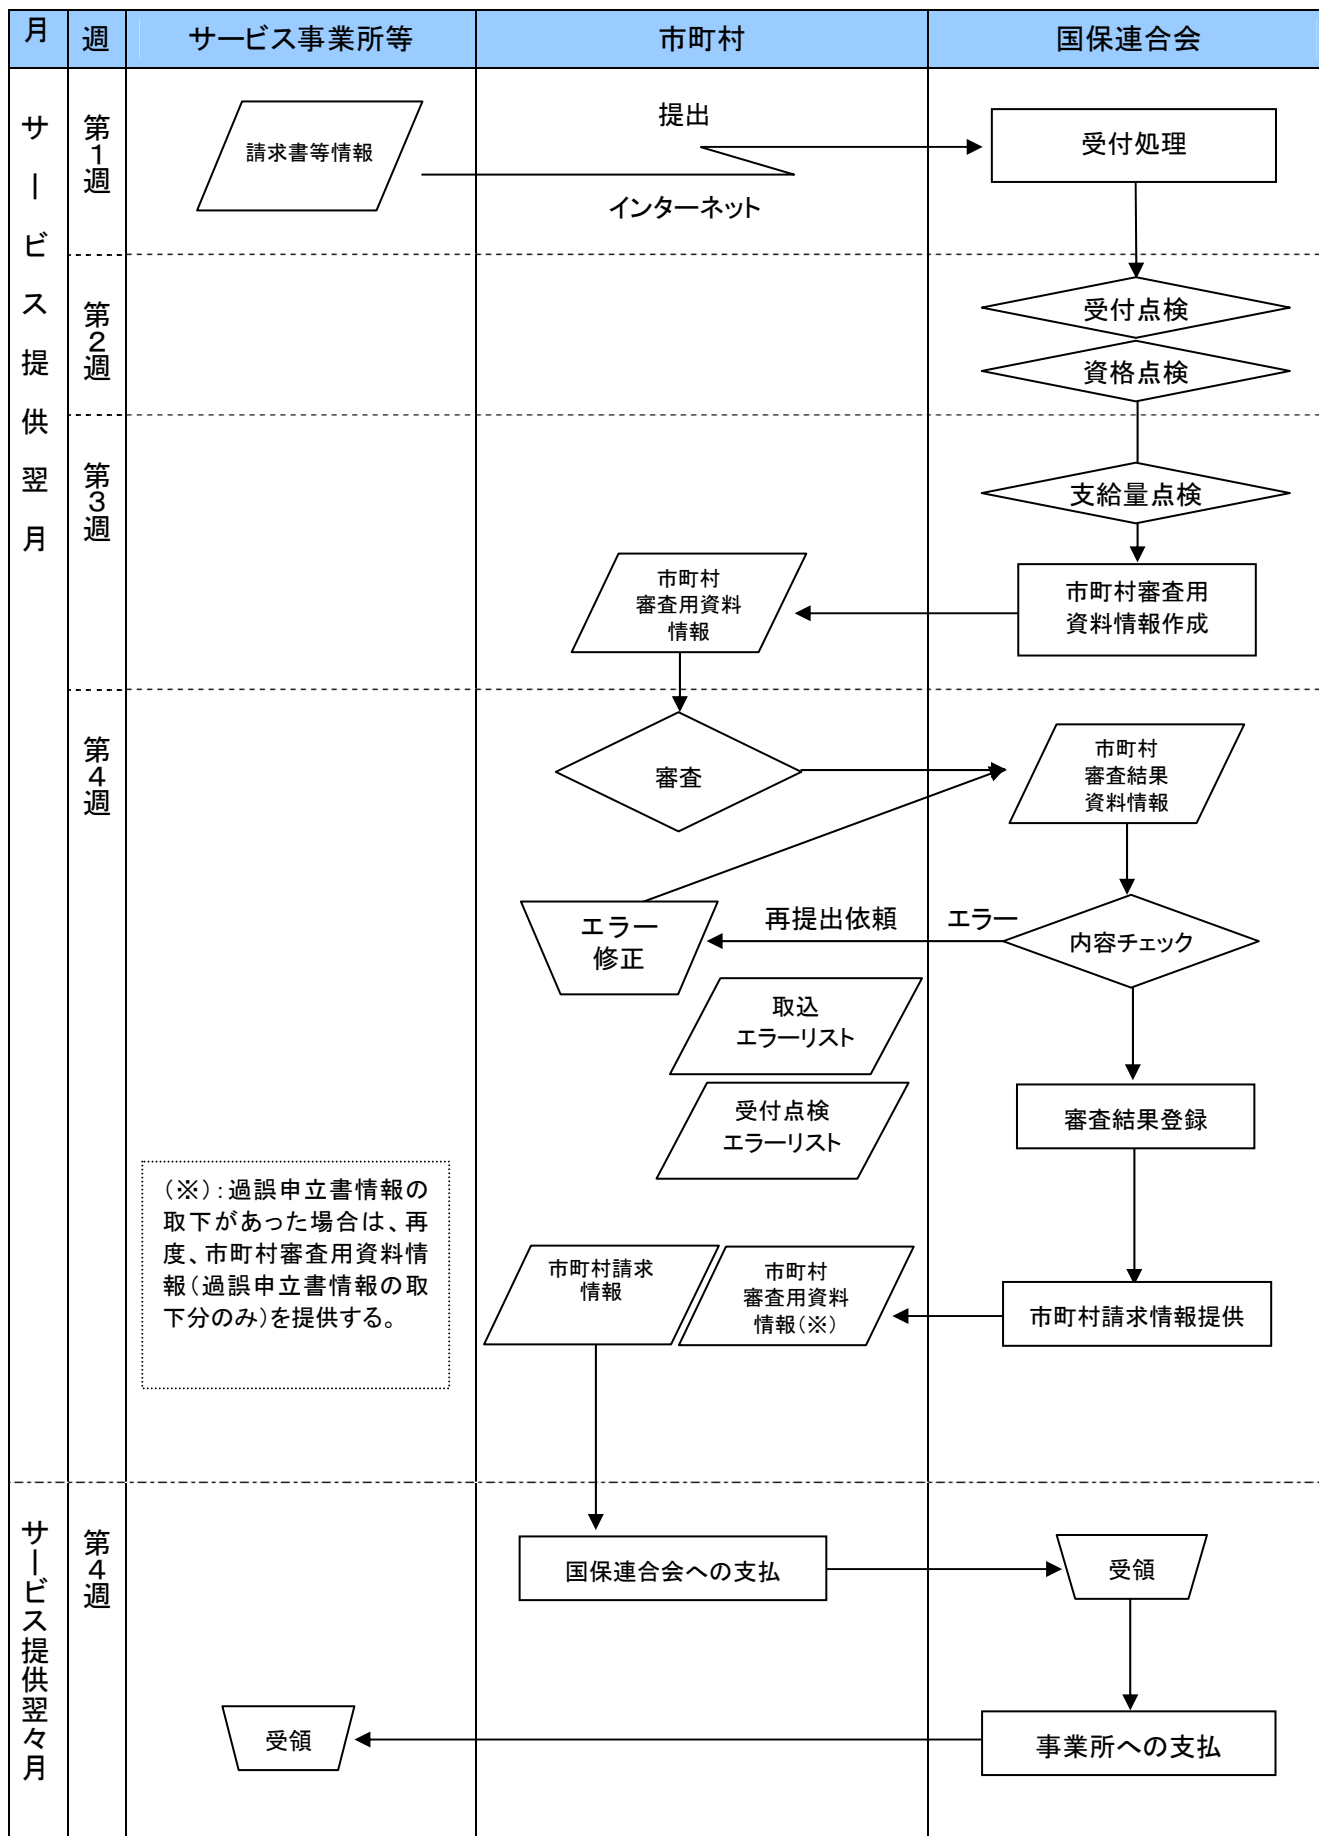 月
週
サービス事業所等
市町村
国保連合会
サービス提供翌月
第1週
請求書等情報
提出
インターネット
受付処理
第2週
受付点検
資格点検
第3週
支給量点検
市町村
審査用資料
情報
市町村審査用
資料情報作成
第4週
審査
市町村
審査結果
資料情報
エラー
修正
再提出依頼
エラー
内容チェック
取込
エラーリスト
受付点検
エラーリスト
審査結果登録
(※):過誤申立書情報の
取下があった場合は、再
度、市町村審査用資料情
報(過誤申立書情報の取
下分のみ)を提供する。
市町村請求
情報
市町村
審査用資料
情報(※)
市町村請求情報提供
サービス提供翌々月
第4週
国保連合会への支払
受領
受領
事業所への支払